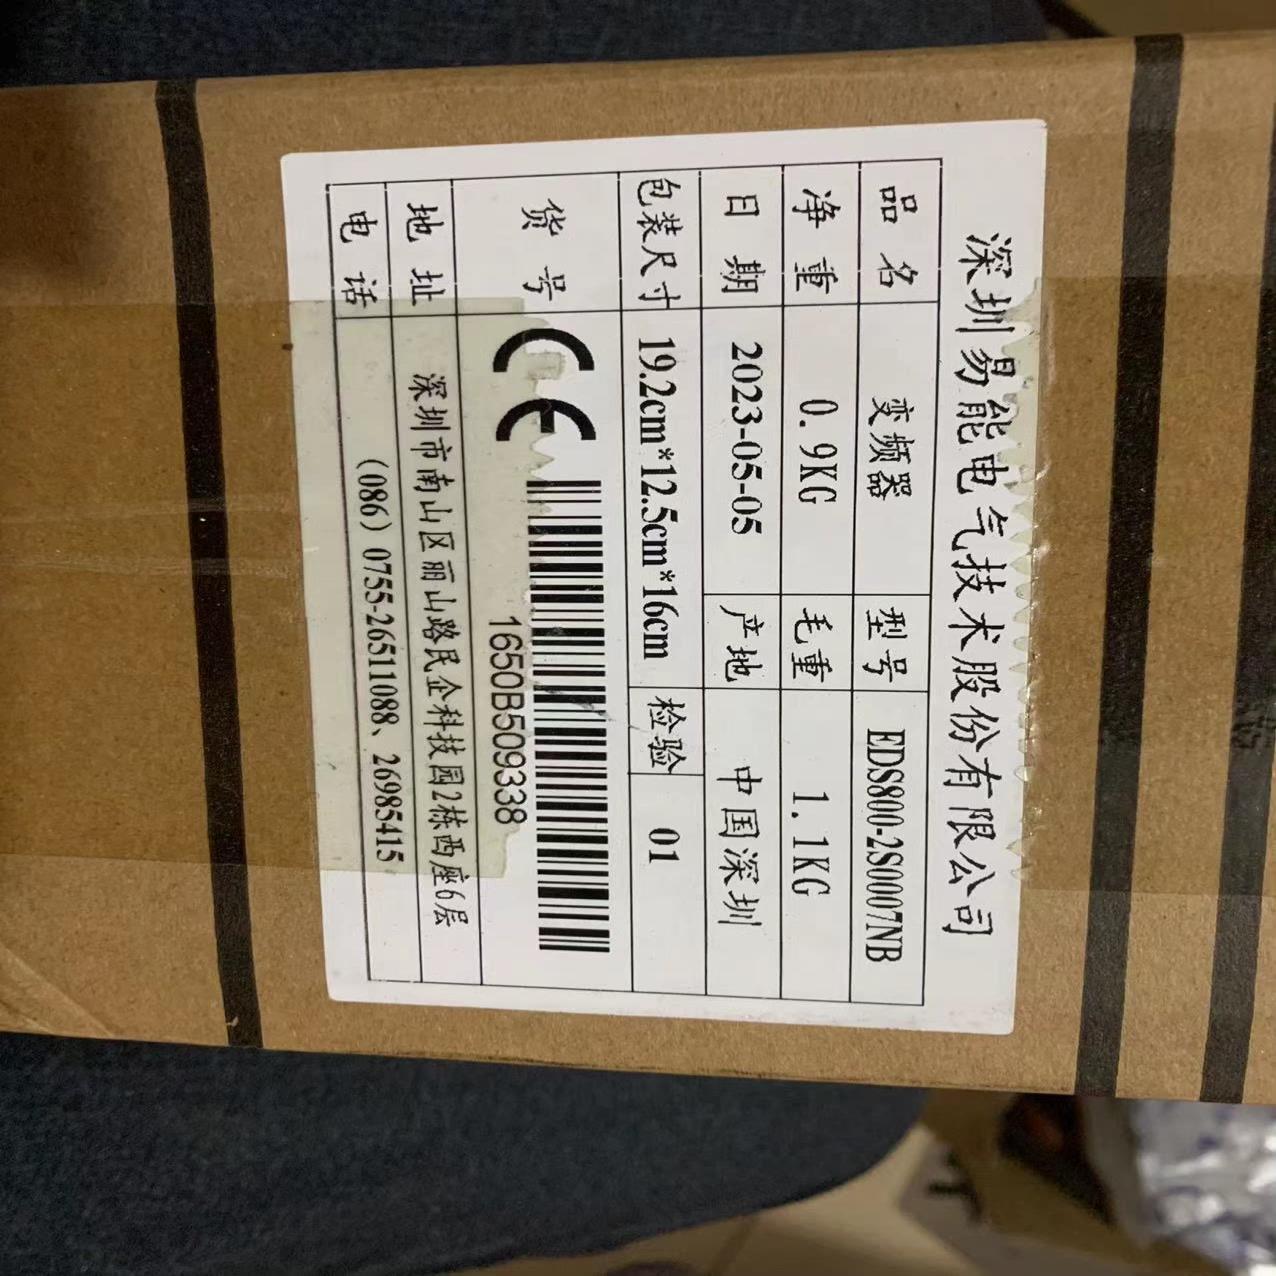 深圳易能电气技术股份有限公司
品名 变频器 型号 EDS800-2S0007NB
净重 0.9KG 毛重 1.1KG
日期 2023-05-05 产地 中国深圳
包装尺寸 19.2cm*12.5cm*16cm 检验 01
货号 CE
1650B509338
地址 深圳市南山区丽山路民企科技园2栋西座6层
电话 (086) 0755-26511088、26985415